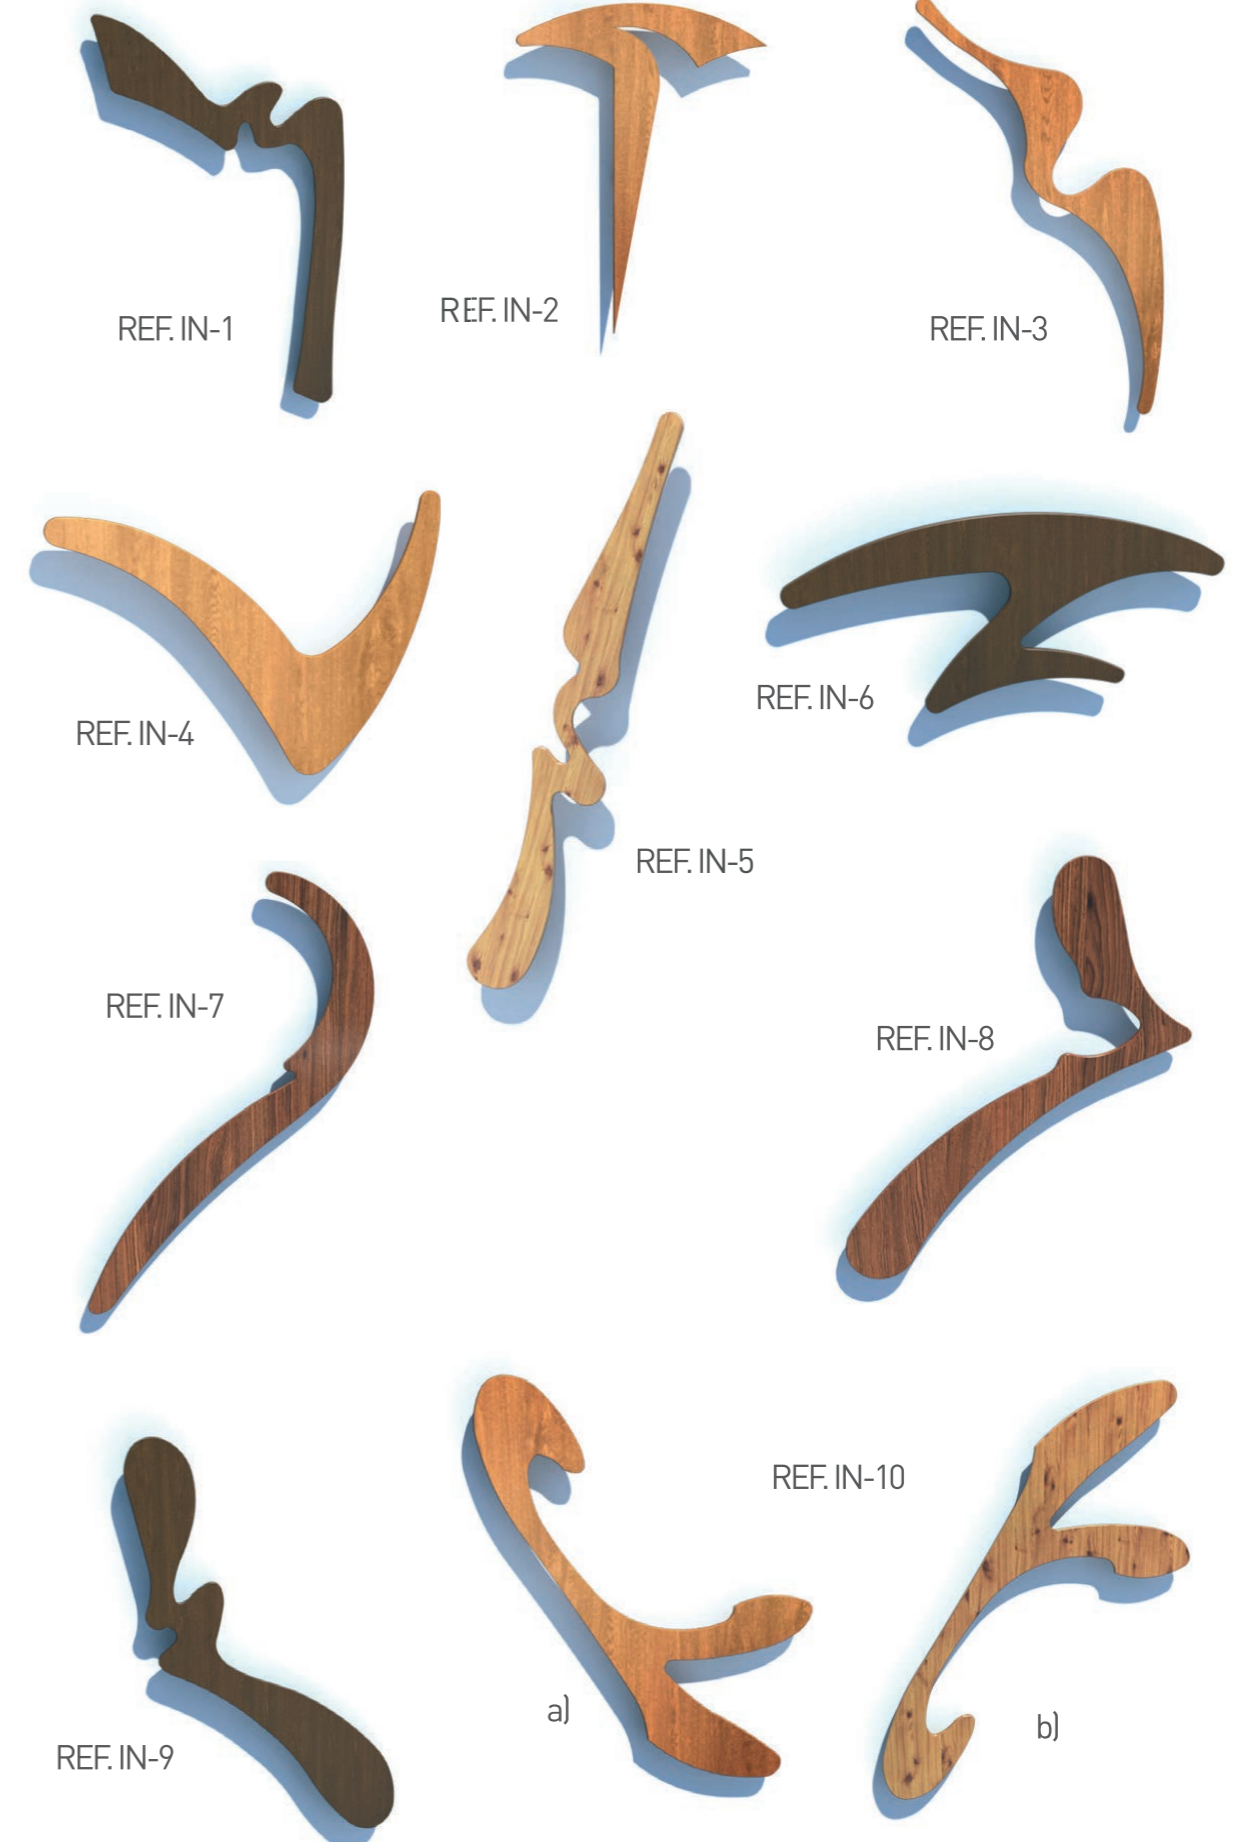 REF. IN-1
REF. IN-2
REF. IN-3
REF. IN-4
REF. IN-5
REF. IN-6
REF. IN-7
REF. IN-8
REF. IN-9
REF. IN-10
a)
b)